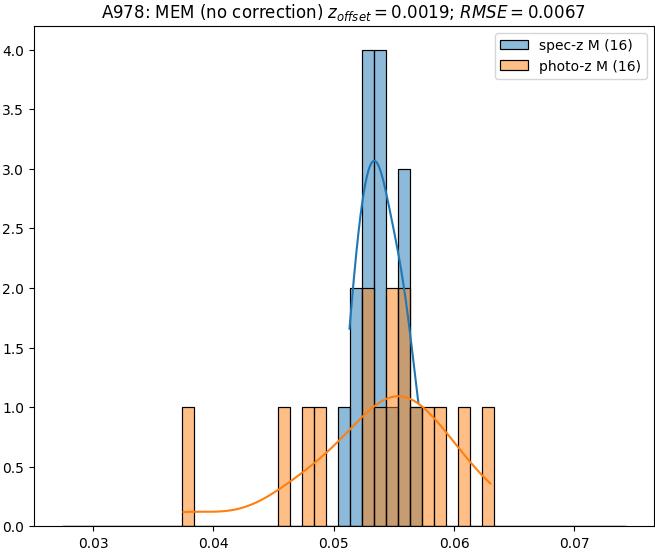 A978: MEM (no correction) z_offset = 0.0019; RMSE = 0.0067
spec-z M (16)
photo-z M (16)
4.0
3.5
3.0
2.5
2.0
1.5
1.0
0.5
0.0
0.03 0.04 0.05 0.06 0.07